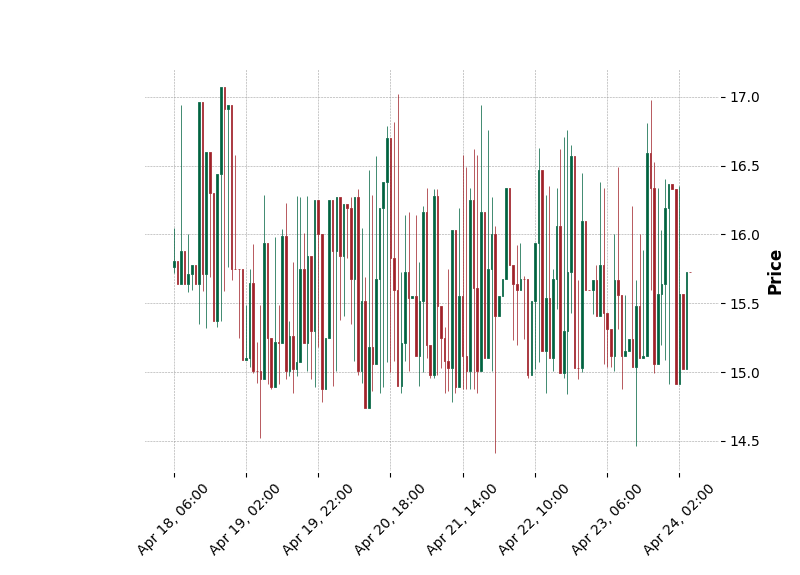 17.0
16.5
16.0
15.5
15.0
14.5
Price
Apr 18, 06:00
Apr 19, 02:00
Apr 19, 22:00
Apr 20, 18:00
Apr 21, 14:00
Apr 22, 10:00
Apr 23, 06:00
Apr 24, 02:00